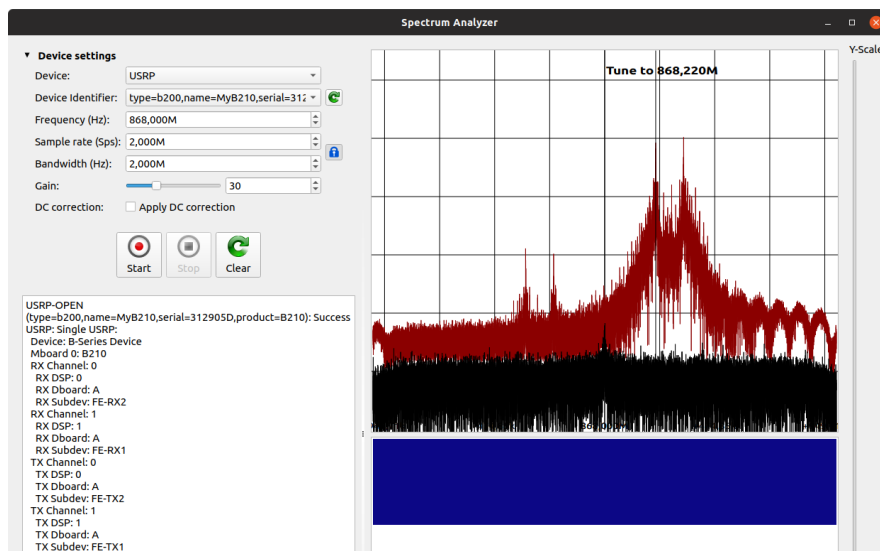 Spectrum Analyzer
Device settings
Device: USRP
Device Identifier: type=b200,name=MyB210,serial=312
Frequency (Hz): 868,000M
Sample rate (Sps): 2,000M
Bandwidth (Hz): 2,000M
Gain: 30
DC correction: Apply DC correction
Start Stop Clear
USRP-OPEN
(type=b200,name=MyB210,serial=312905D,product=B210): Success
USRP: Single USRP:
Device: B-Series Device
Mboard 0: B210
RX Channel: 0
RX DSP: 0
RX Dboard: A
RX Subdev: FE-RX2
RX Channel: 1
RX DSP: 1
RX Dboard: A
RX Subdev: FE-RX1
TX Channel: 0
TX DSP: 0
TX Dboard: A
TX Subdev: FE-TX2
TX Channel: 1
TX DSP: 1
TX Dboard: A
TX Subdev: FE-TX1
Tune to 868,220M
Y-Scale